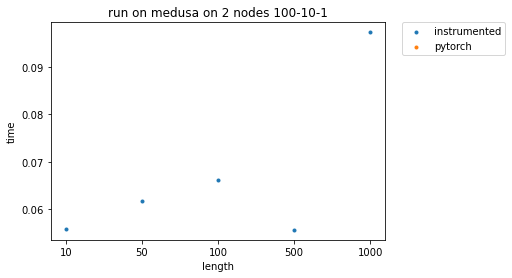 run on medusa on 2 nodes 100-10-1
instrumented
pytorch
0.09
0.08
0.07
0.06
time
10
50
100
500
1000
length